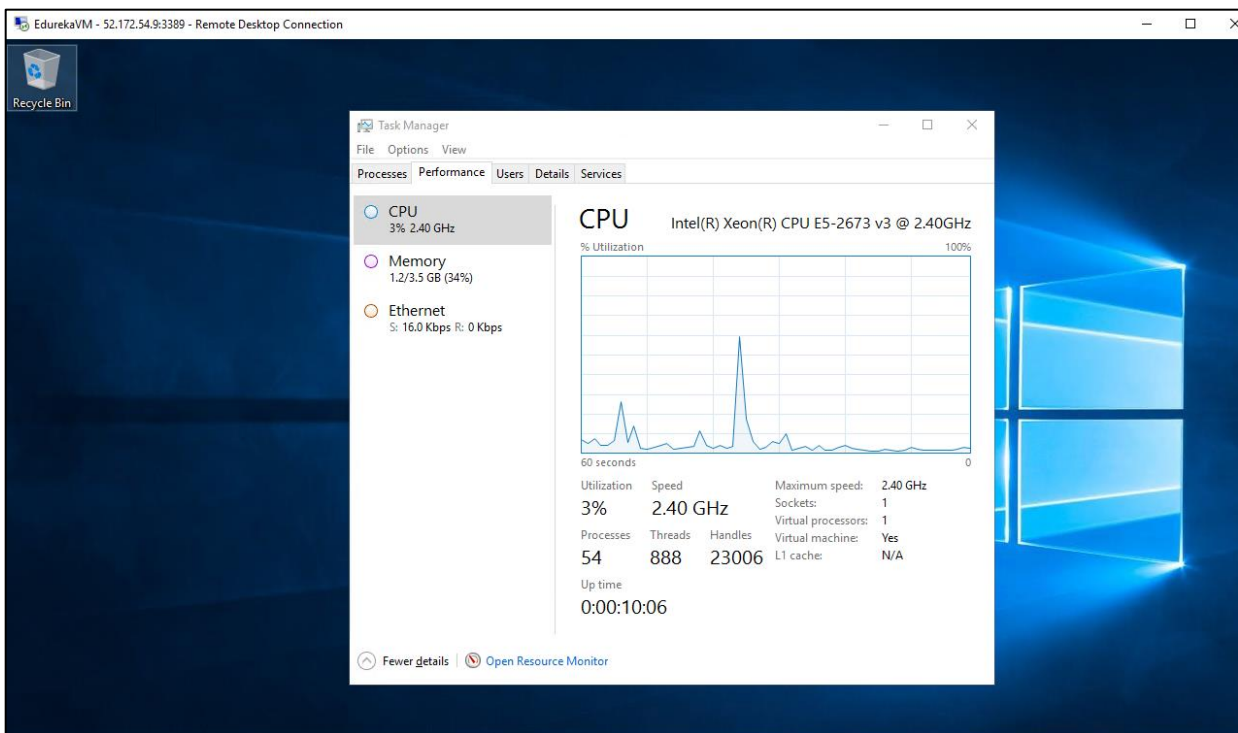 EdurekaVM - 52.172.54.9:3389 - Remote Desktop Connection
Recycle Bin
Task Manager
File Options View
Processes Performance Users Details Services
CPU
3% 2.40 GHz
Memory
1.2/3.5 GB (34%)
Ethernet
S: 16.0 Kbps R: 0 Kbps
CPU Intel(R) Xeon(R) CPU E5-2673 v3 @ 2.40GHz
% Utilization 100%
60 seconds 0
Utilization Speed
3% 2.40 GHz
Processes Threads Handles
54 888 23006
Up time
0:00:10:06
Maximum speed: 2.40 GHz
Sockets: 1
Virtual processors: 1
Virtual machine: Yes
L1 cache: N/A
Fewer details Open Resource Monitor